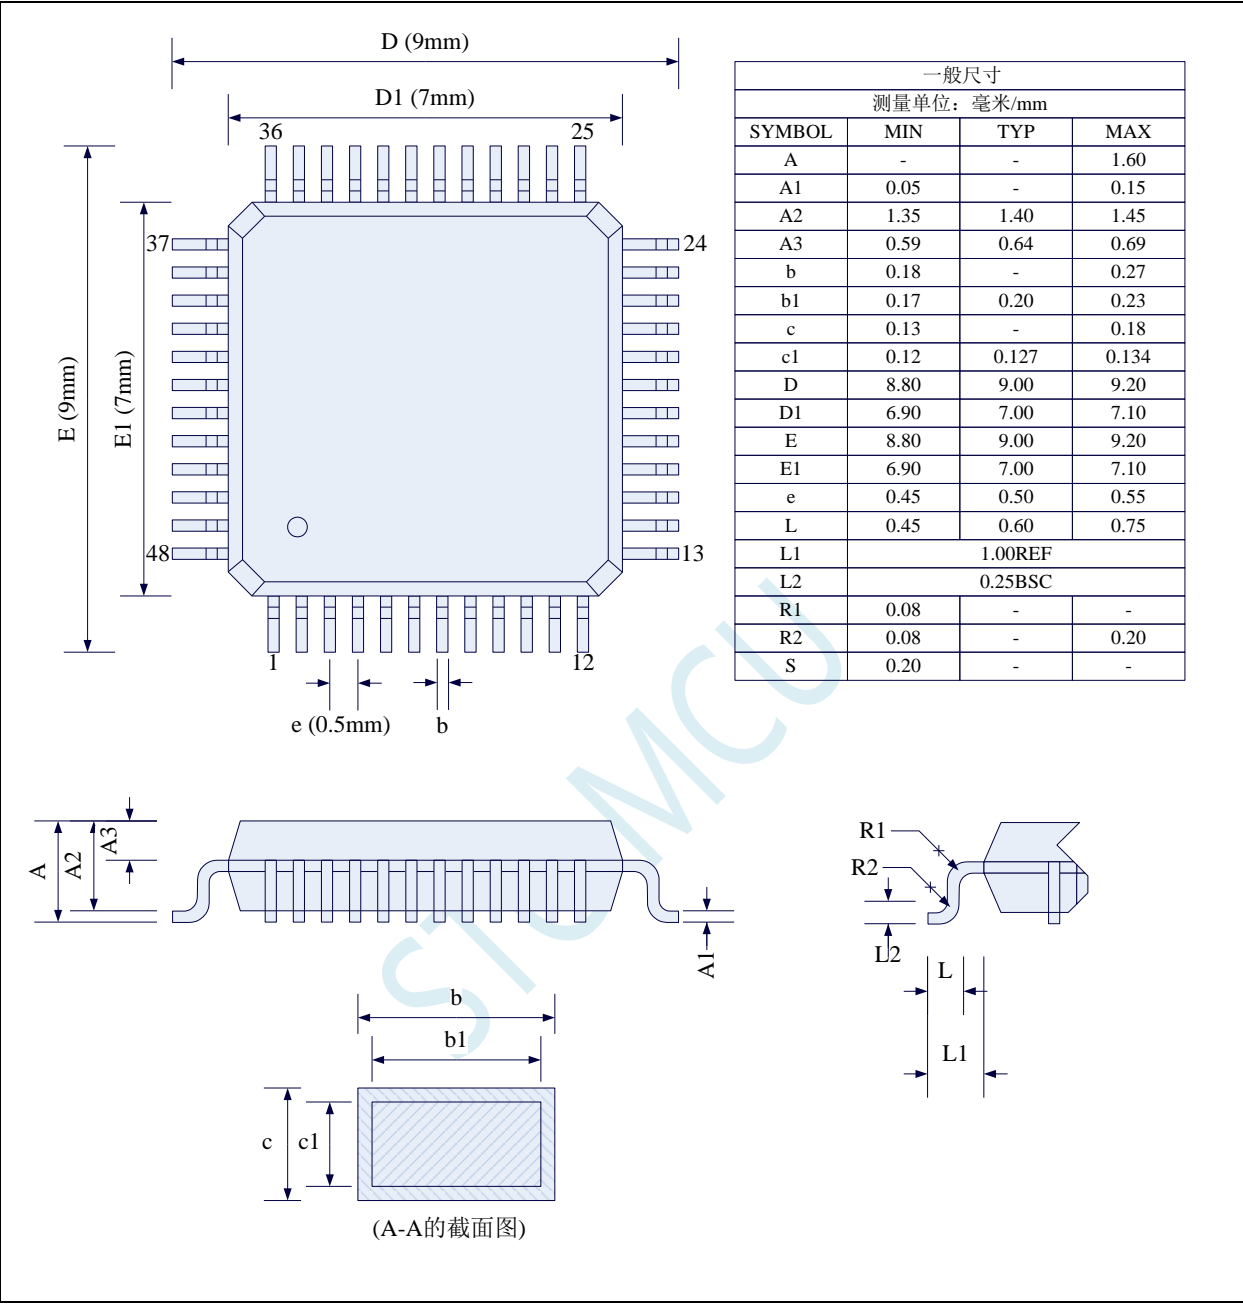 D (9mm)
D1 (7mm)
36 25
37 24
48 13
1 12
E (9mm)
E1 (7mm)
e (0.5mm) b
一般尺寸
测量单位：毫米/mm
SYMBOL MIN TYP MAX
A - - 1.60
A1 0.05 - 0.15
A2 1.35 1.40 1.45
A3 0.59 0.64 0.69
b 0.18 - 0.27
b1 0.17 0.20 0.23
c 0.13 - 0.18
c1 0.12 0.127 0.134
D 8.80 9.00 9.20
D1 6.90 7.00 7.10
E 8.80 9.00 9.20
E1 6.90 7.00 7.10
e 0.45 0.50 0.55
L 0.45 0.60 0.75
L1 1.00REF
L2 0.25BSC
R1 0.08 - -
R2 0.08 - 0.20
S 0.20 - -
STCMCU
A
A2
A3
A1
R1
R2
L2
L
L1
b
b1
c c1
(A-A的截面图)